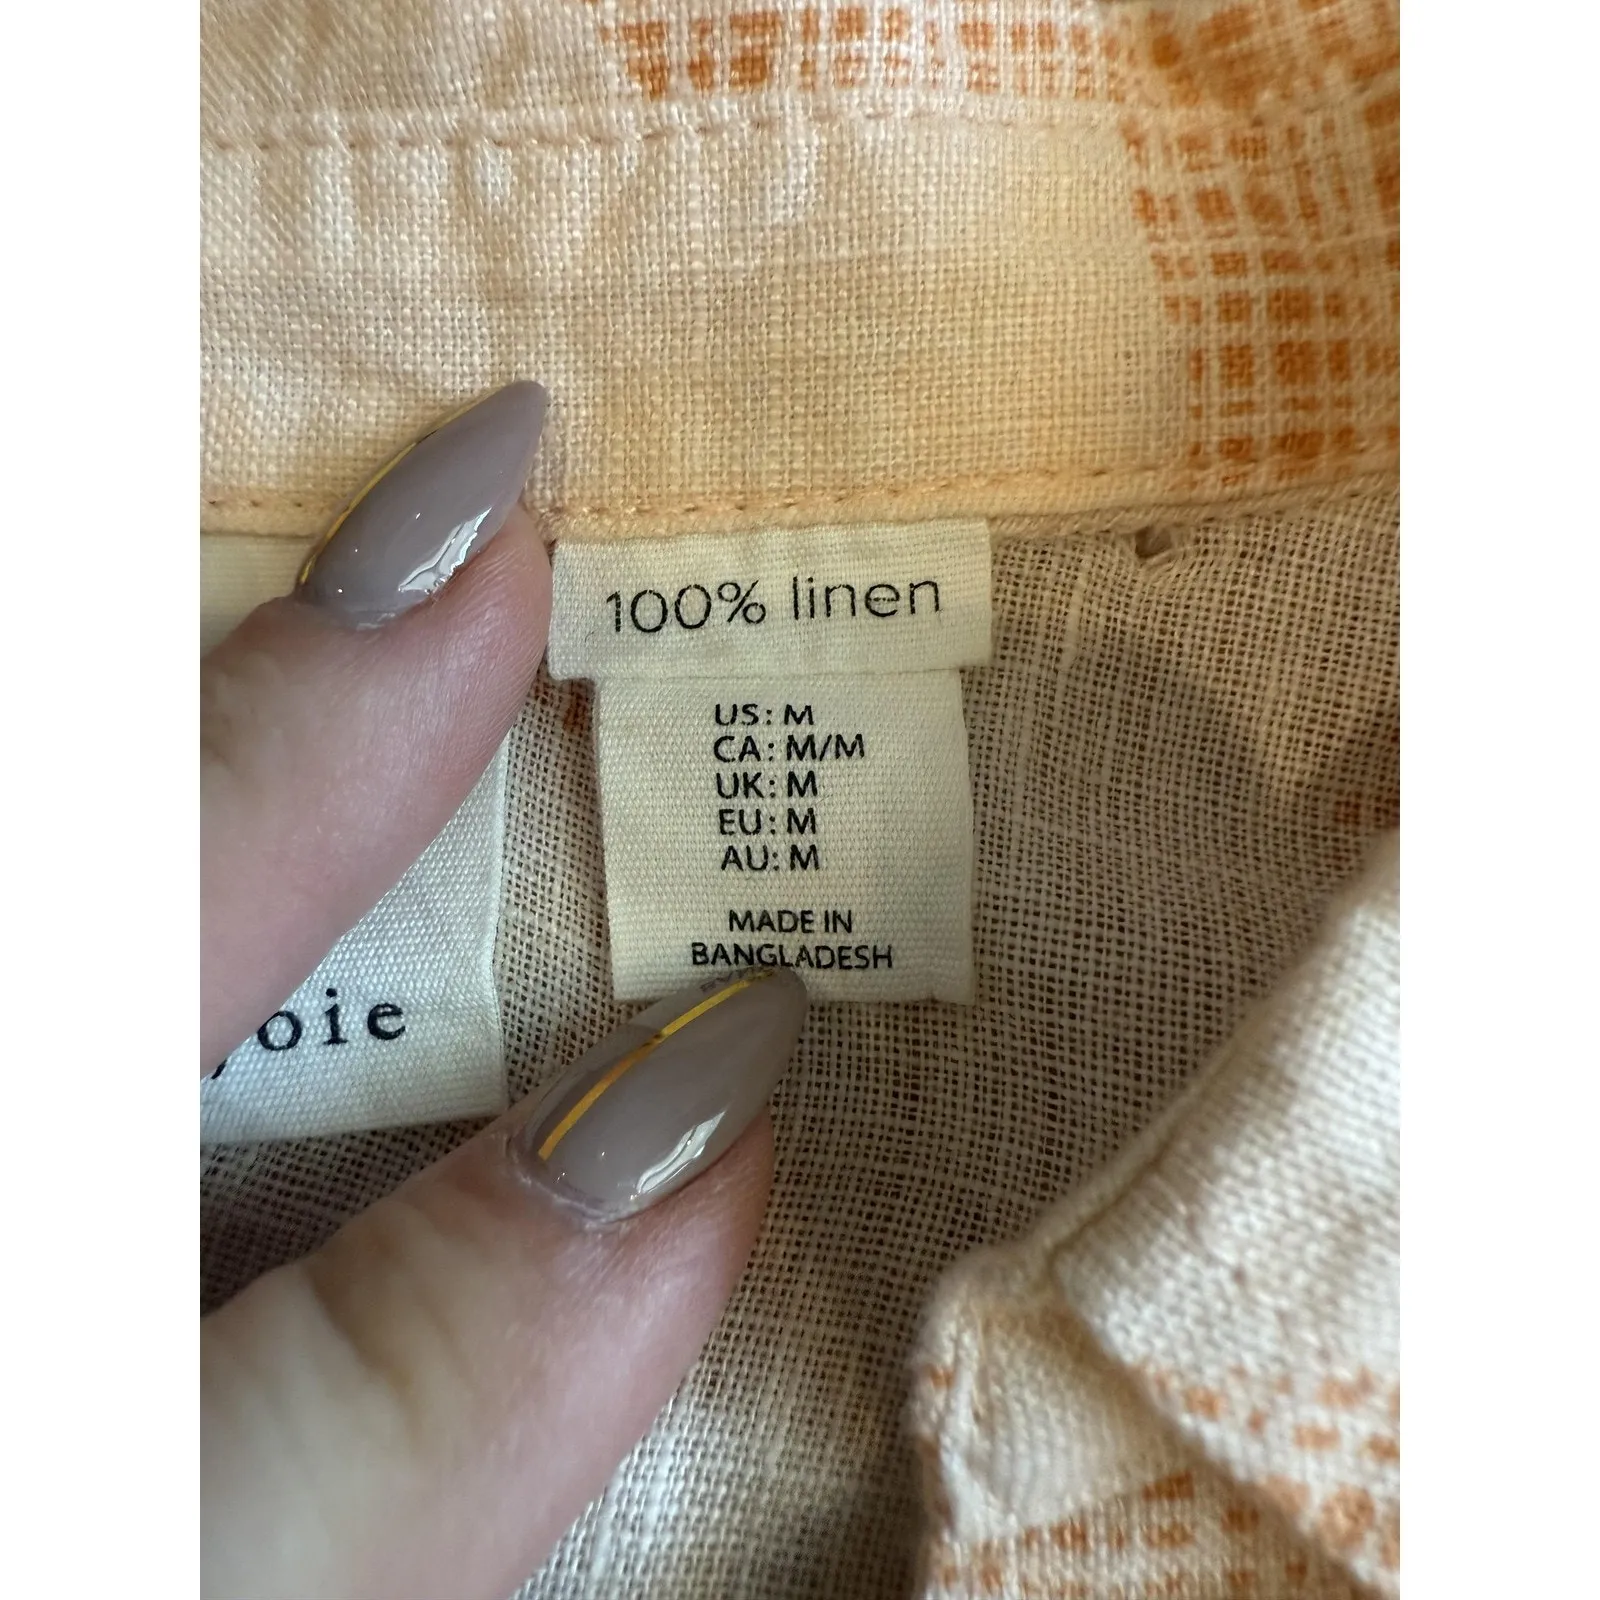 100% linen
US: M
CA: M/M
UK: M
EU: M
AU: M
MADE IN
BANGLADESH